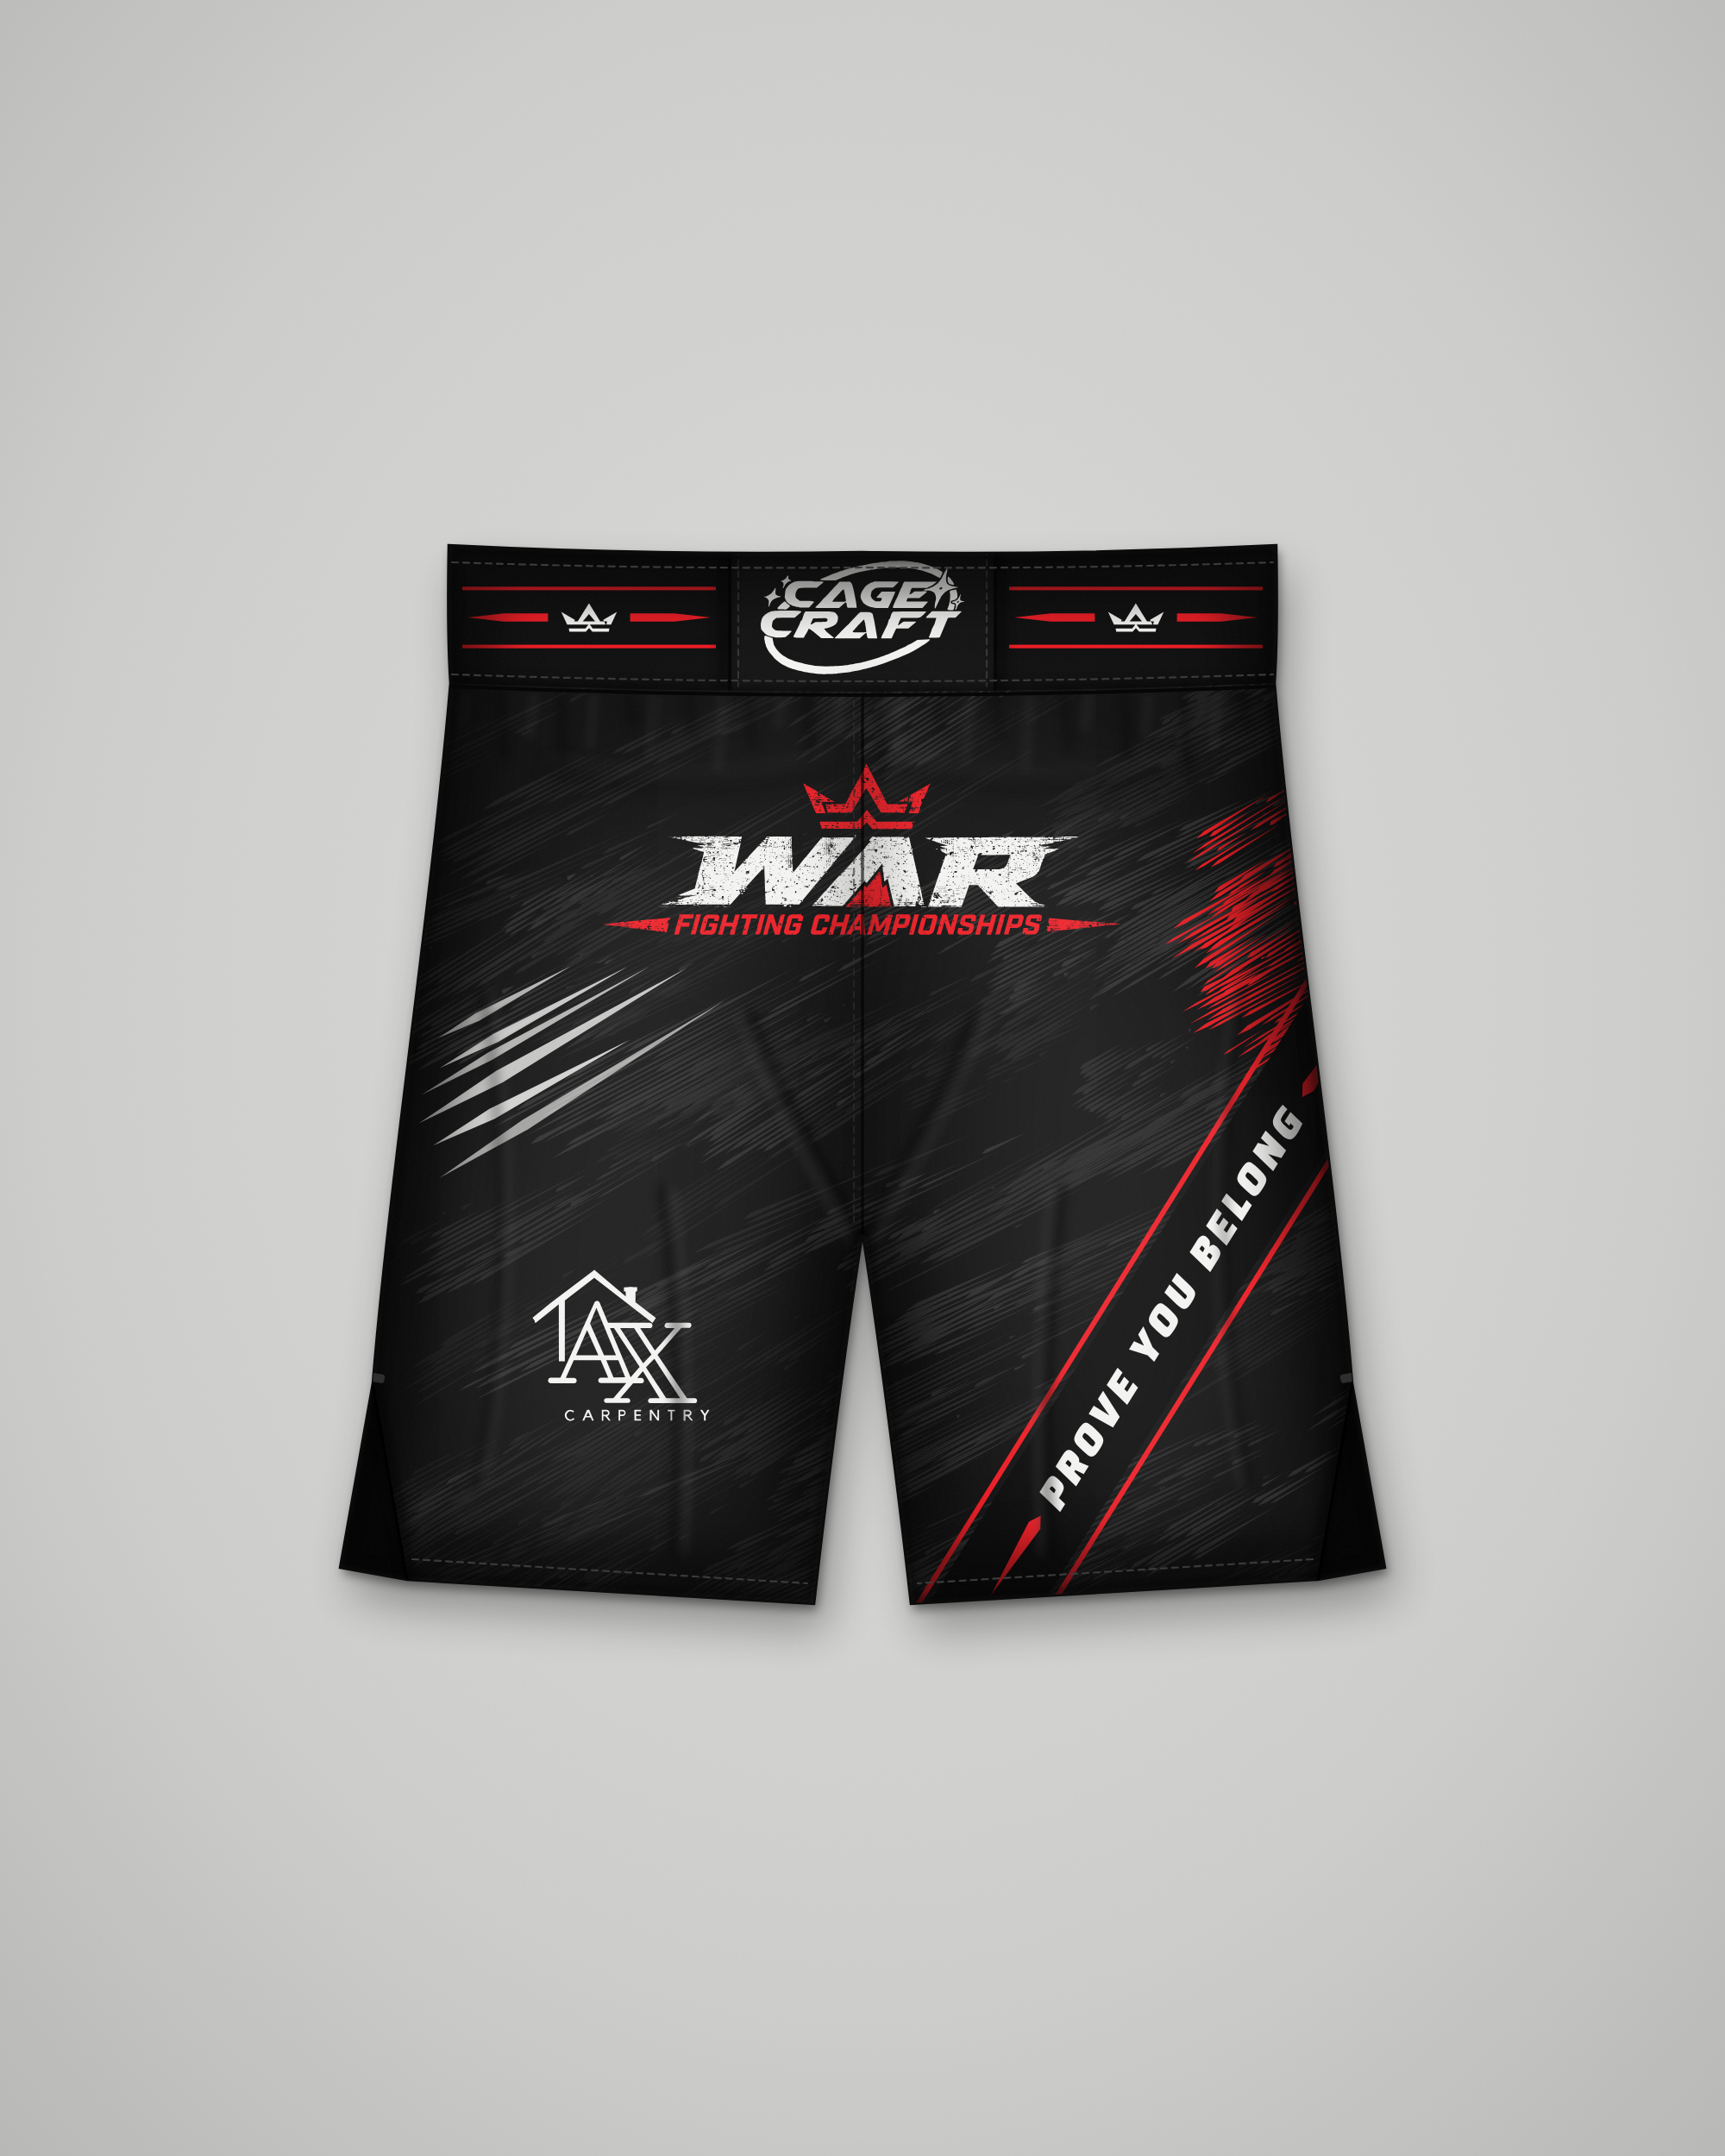 CAGE
CRAFT
WAR
FIGHTING CHAMPIONSHIPS
PROVE YOU BELONG
AX
CARPENTRY